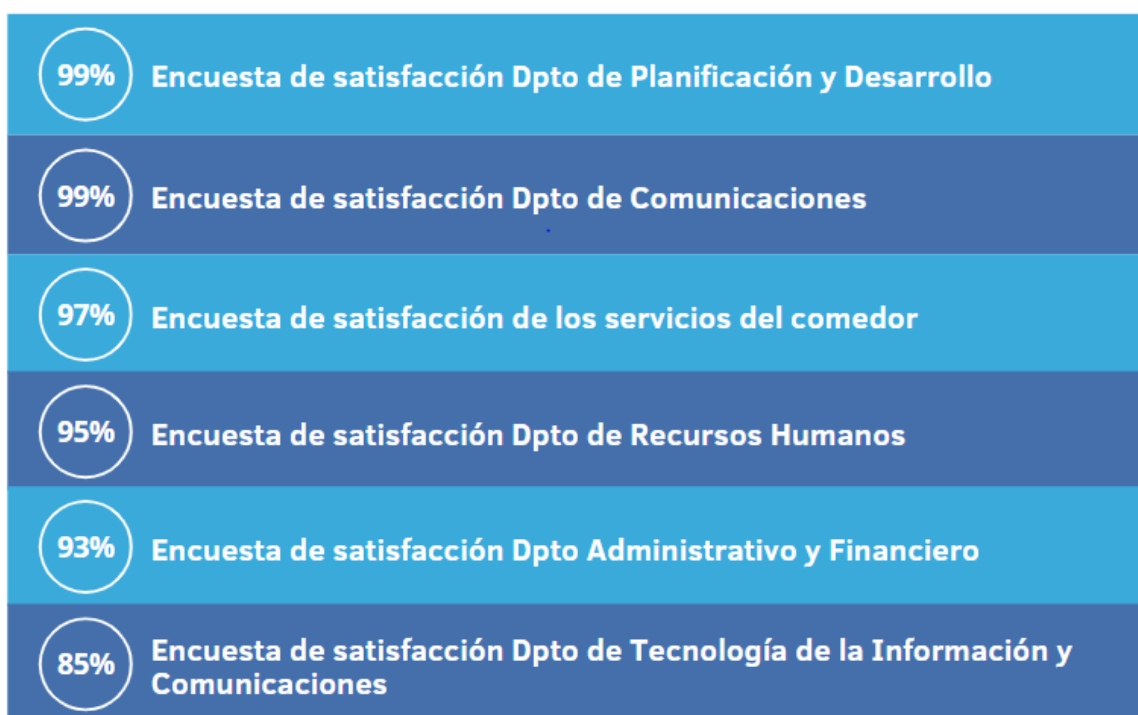 99% Encuesta de satisfacción Dpto de Planificación y Desarrollo
99% Encuesta de satisfacción Dpto de Comunicaciones
97% Encuesta de satisfacción de los servicios del comedor
95% Encuesta de satisfacción Dpto de Recursos Humanos
93% Encuesta de satisfacción Dpto Administrativo y Financiero
85% Encuesta de satisfacción Dpto de Tecnología de la Información y
Comunicaciones